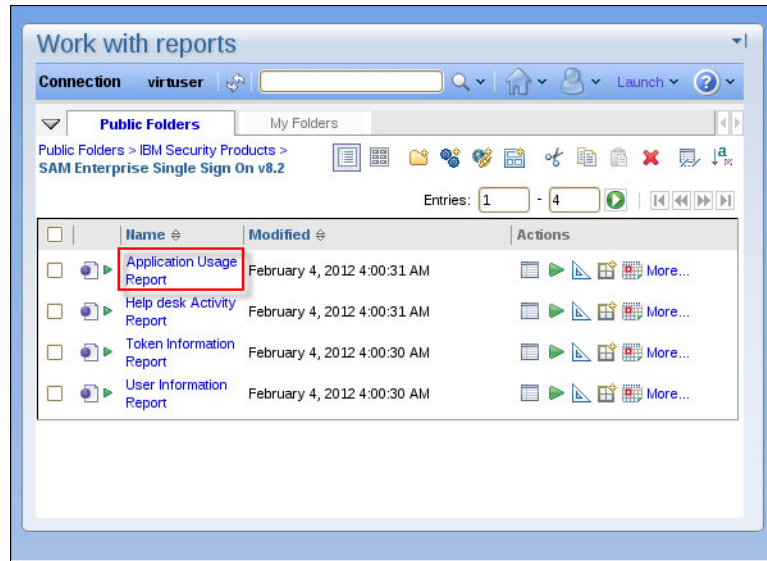 Work with reports
Connection virtuser Launch
Public Folders My Folders
Public Folders > IBM Security Products >
SAM Enterprise Single Sign On v8.2
Entries: 1 - 4
Name Modified Actions
Application Usage
Report
February 4, 2012 4:00:31 AM More...
Help desk Activity
Report
February 4, 2012 4:00:31 AM More...
Token Information
Report
February 4, 2012 4:00:30 AM More...
User Information
Report
February 4, 2012 4:00:30 AM More...